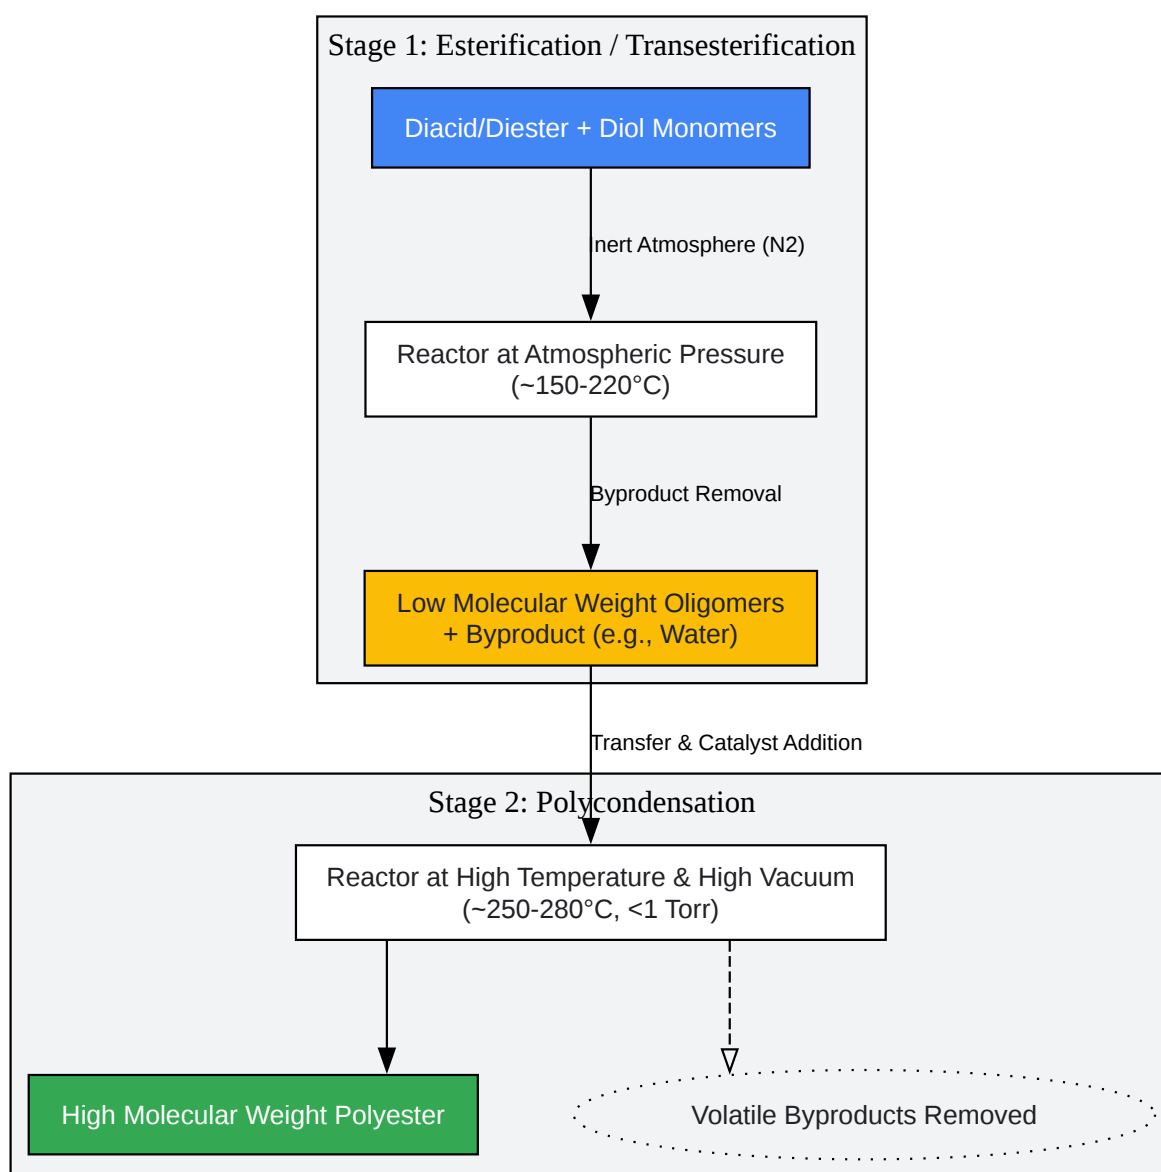 Stage 1: Esterification / Transesterification
Diacid/Diester + Diol Monomers
Inert Atmosphere (N2)
Reactor at Atmospheric Pressure
(~150-220°C)
Byproduct Removal
Low Molecular Weight Oligomers
+ Byproduct (e.g., Water)
Transfer & Catalyst Addition
Stage 2: Polycondensation
Reactor at High Temperature & High Vacuum
(~250-280°C, <1 Torr)
High Molecular Weight Polyester
Volatile Byproducts Removed